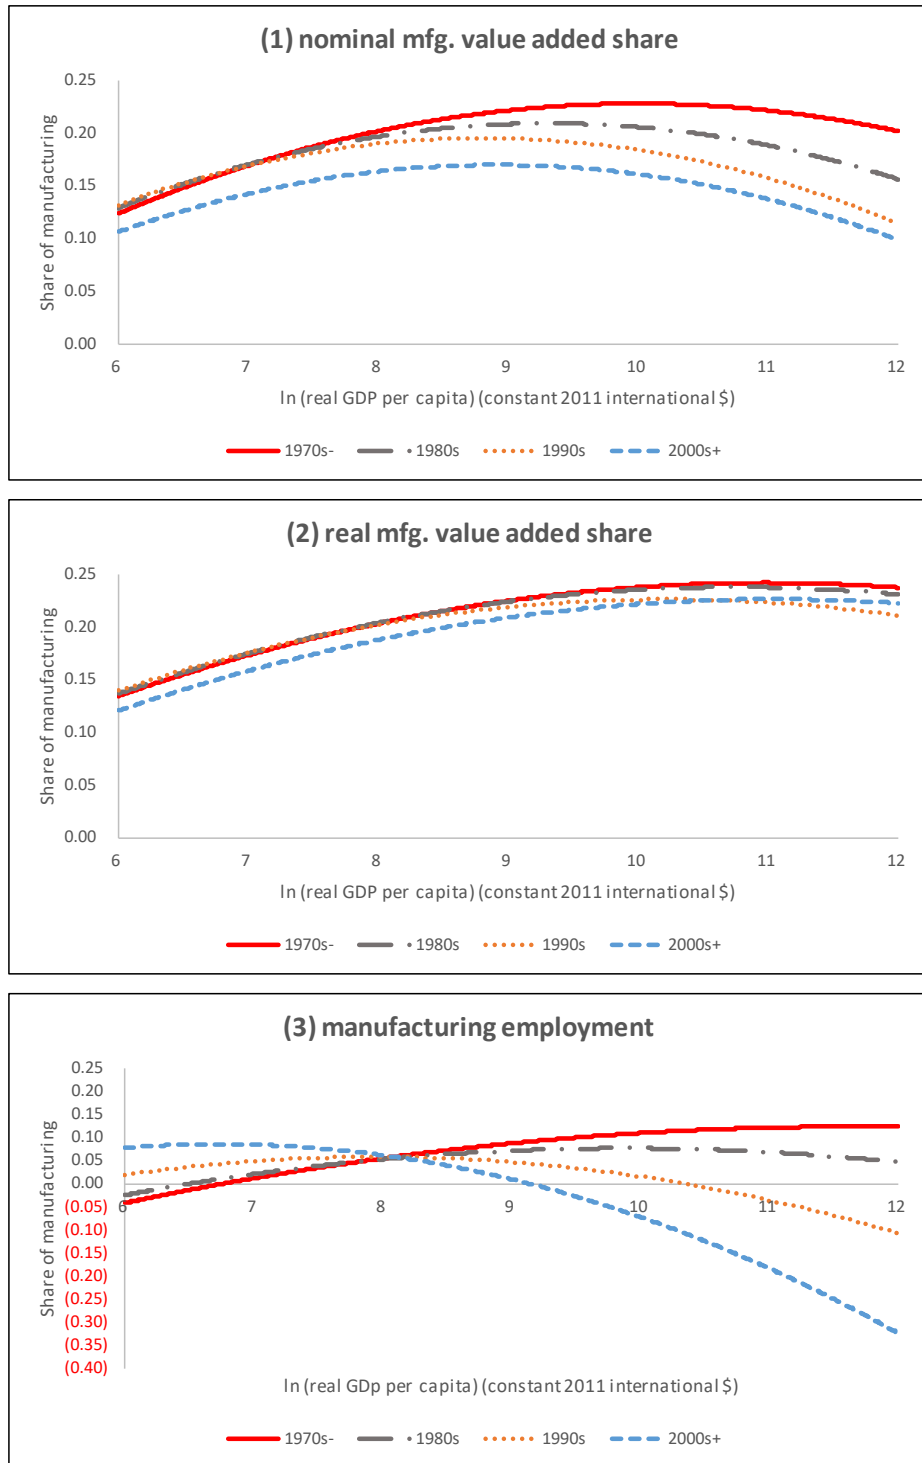 (1) nominal mfg. value added share
0.25
0.20
0.15
0.10
0.05
0.00
Share of manufacturing
6 7 8 9 10 11 12
ln (real GDP per capita) (constant 2011 international $)
1970s- 1980s 1990s 2000s+
(2) real mfg. value added share
0.25
0.20
0.15
0.10
0.05
0.00
Share of manufacturing
6 7 8 9 10 11 12
ln (real GDP per capita) (constant 2011 international $)
1970s- 1980s 1990s 2000s+
(3) manufacturing employment
0.25
0.20
0.15
0.10
0.05
0.00
(0.05)
(0.10)
(0.15)
(0.20)
(0.25)
(0.30)
(0.35)
(0.40)
Share of manufacturing
6 7 8 9 10 11 12
ln (real GDp per capita) (constant 2011 international $)
1970s- 1980s 1990s 2000s+